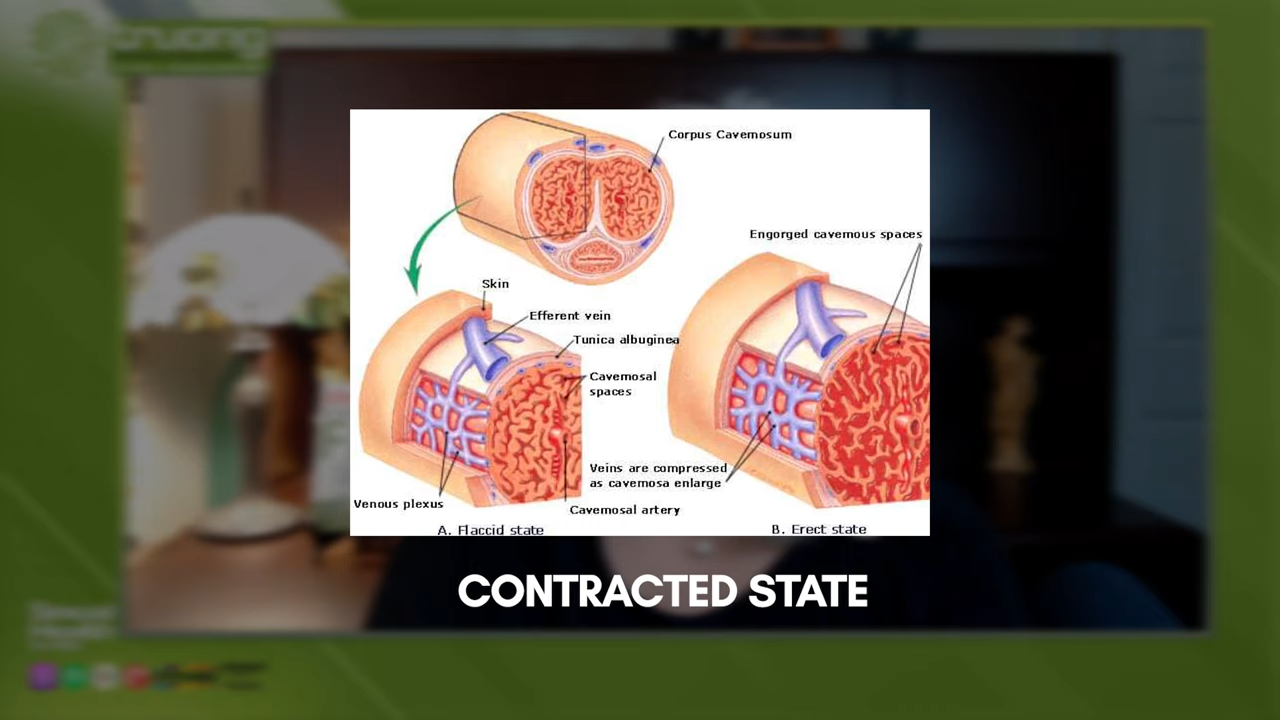 truong
Corpus Cavernosum
Engorged cavernous spaces
Skin
Efferent vein
Tunica albuginea
Cavernosal
spaces
Veins are compressed
as cavernosa enlarge
Venous plexus
Cavernosal artery
A. Flaccid state
B. Erect state
CONTRACTED STATE